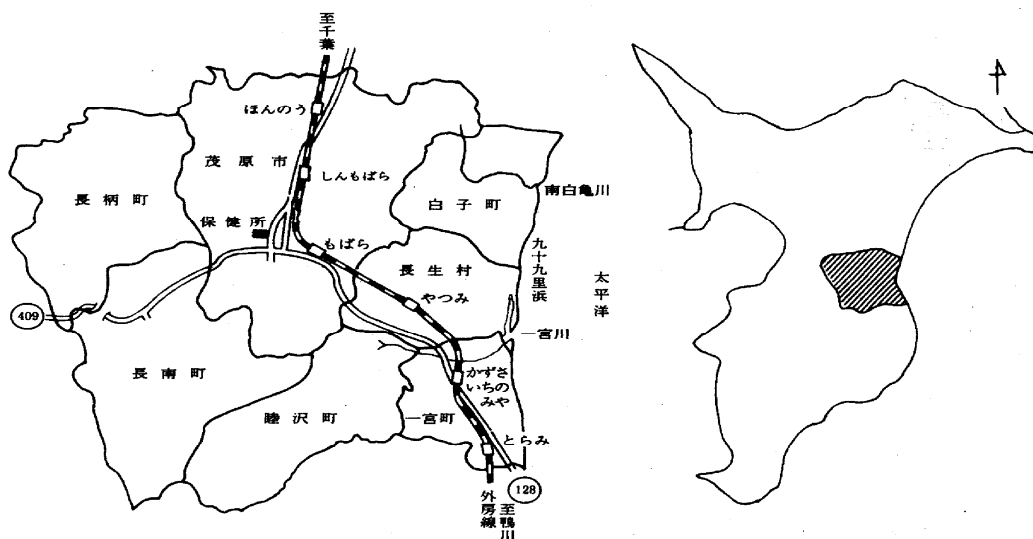 至千葉
ほんのう
茂原市
しんもばら
長柄町
南白亀川
白子町
保健所
もばら
九十九里浜
太平洋
長生村
やつみ
409
一宮川
長南町
かずさ
いちの
みや
睦沢町
一宮町
とらみ
128
外房線
至鴨川